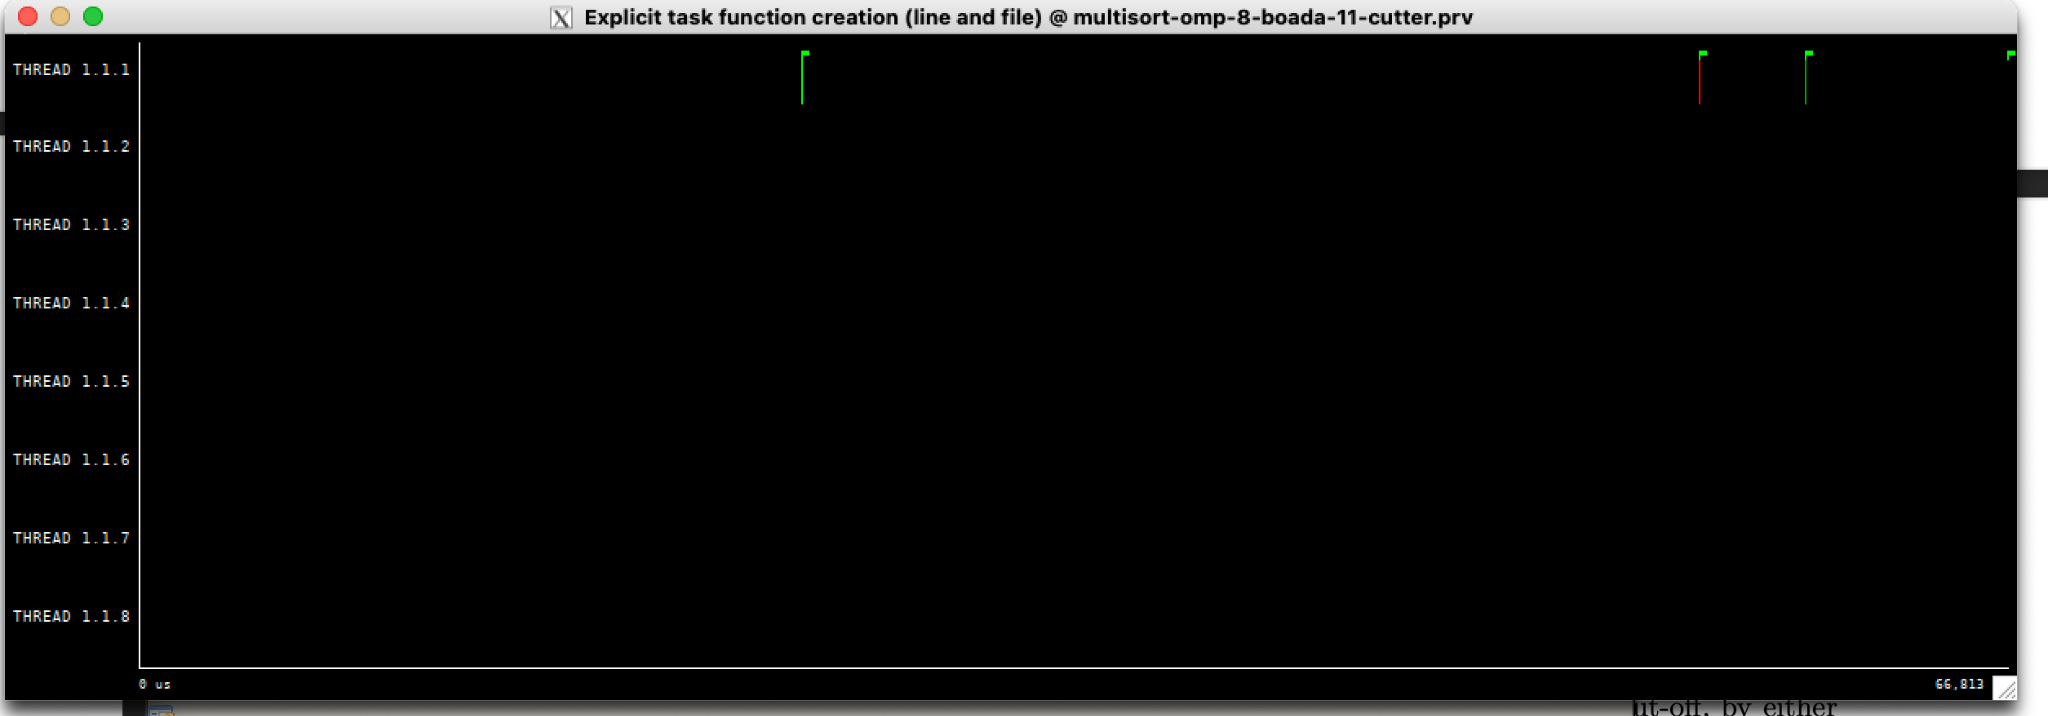 Explicit task function creation (line and file) @ multisort-omp-8-boada-11-cutter.prv
THREAD 1.1.1
THREAD 1.1.2
THREAD 1.1.3
THREAD 1.1.4
THREAD 1.1.5
THREAD 1.1.6
THREAD 1.1.7
THREAD 1.1.8
0 us
66,813
ut-off, by either